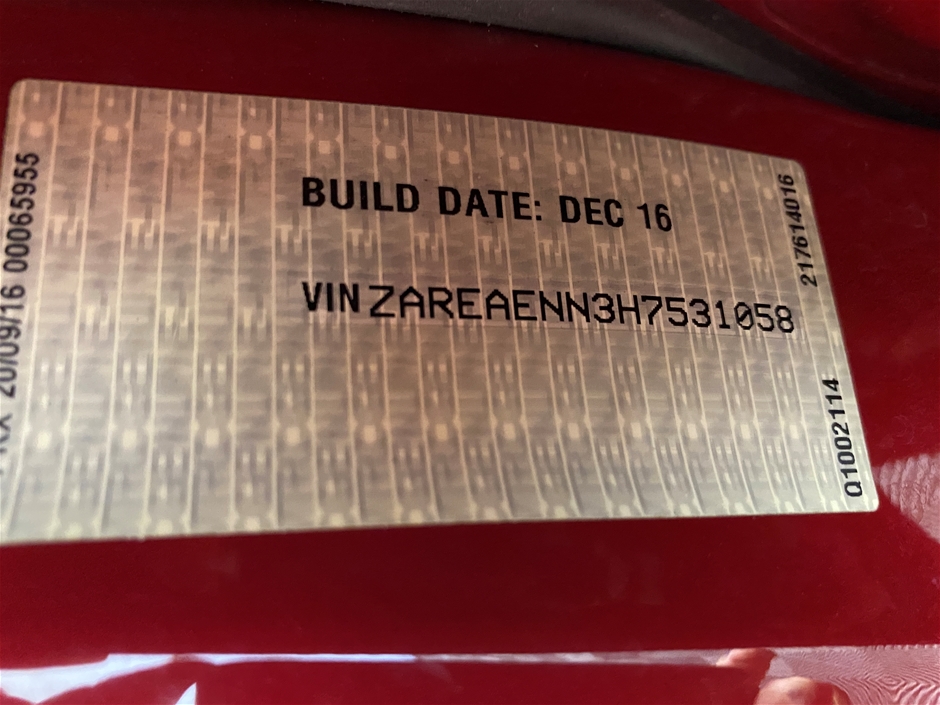 BUILD DATE: DEC 16
VIN ZAREAENN3H7531058
20/09/16 00065955
217614016
Q1002114